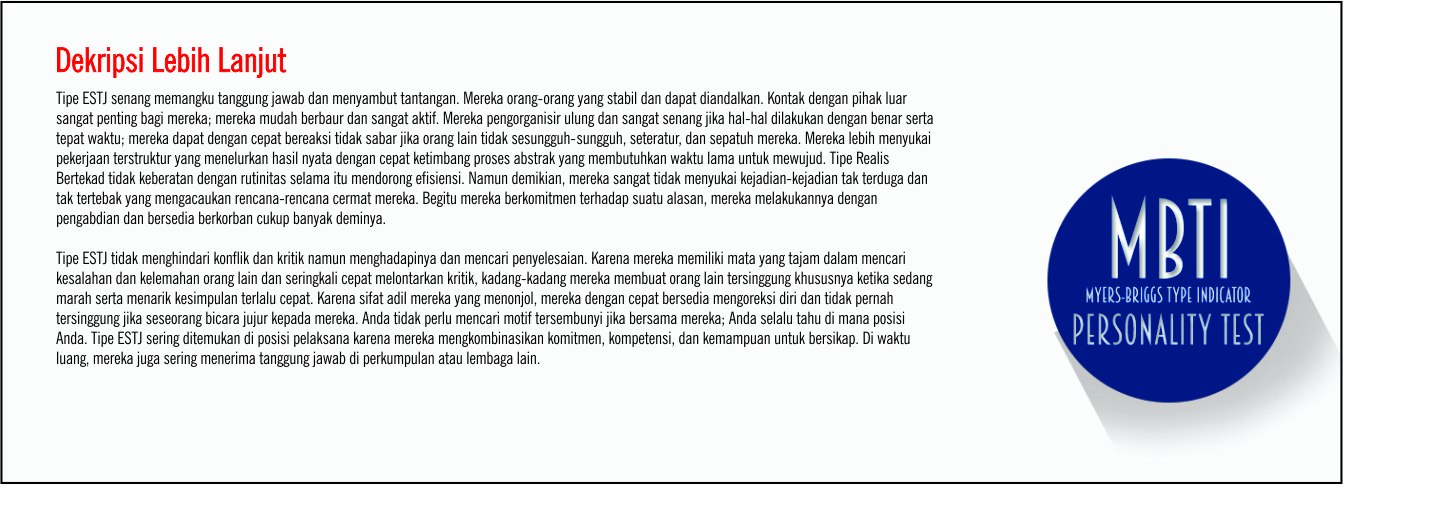 Dekripsi Lebih Lanjut
Tipe ESTJ senang memangku tanggung jawab dan menyambut tantangan. Mereka orang-orang yang stabil dan dapat diandalkan. Kontak dengan pihak luar
sangat penting bagi mereka; mereka mudah berbaur dan sangat aktif. Mereka pengorganisir ulung dan sangat senang jika hal-hal dilakukan dengan benar serta
tepat waktu; mereka dapat dengan cepat bereaksi tidak sabar jika orang lain tidak sesungguh-sungguh, seteratur, dan sepatuh mereka. Mereka lebih menyukai
pekerjaan terstruktur yang menelurkan hasil nyata dengan cepat ketimbang proses abstrak yang membutuhkan waktu lama untuk mewujud. Tipe Realis
Bertekad tidak keberatan dengan rutinitas selama itu mendorong efisiensi. Namun demikian, mereka sangat tidak menyukai kejadian-kejadian tak terduga dan
tak tertebak yang mengacaukan rencana-rencana cermat mereka. Begitu mereka berkomitmen terhadap suatu alasan, mereka melakukannya dengan
pengabdian dan bersedia berkorban cukup banyak deminya.
Tipe ESTJ tidak menghindari konflik dan kritik namun menghadapinya dan mencari penyelesaian. Karena mereka memiliki mata yang tajam dalam mencari
kesalahan dan kelemahan orang lain dan seringkali cepat melontarkan kritik, kadang-kadang mereka membuat orang lain tersinggung khususnya ketika sedang
marah serta menarik kesimpulan terlalu cepat. Karena sifat adil mereka yang menonjol, mereka dengan cepat bersedia mengoreksi diri dan tidak pernah
tersinggung jika seseorang bicara jujur kepada mereka. Anda tidak perlu mencari motif tersembunyi jika bersama mereka; Anda selalu tahu di mana posisi
Anda. Tipe ESTJ sering ditemukan di posisi pelaksana karena mereka mengkombinasikan komitmen, kompetensi, dan kemampuan untuk bersikap. Di waktu
luang, mereka juga sering menerima tanggung jawab di perkumpulan atau lembaga lain.
MBTI
MYERS-BRIGGS TYPE INDICATOR
PERSONALITY TEST